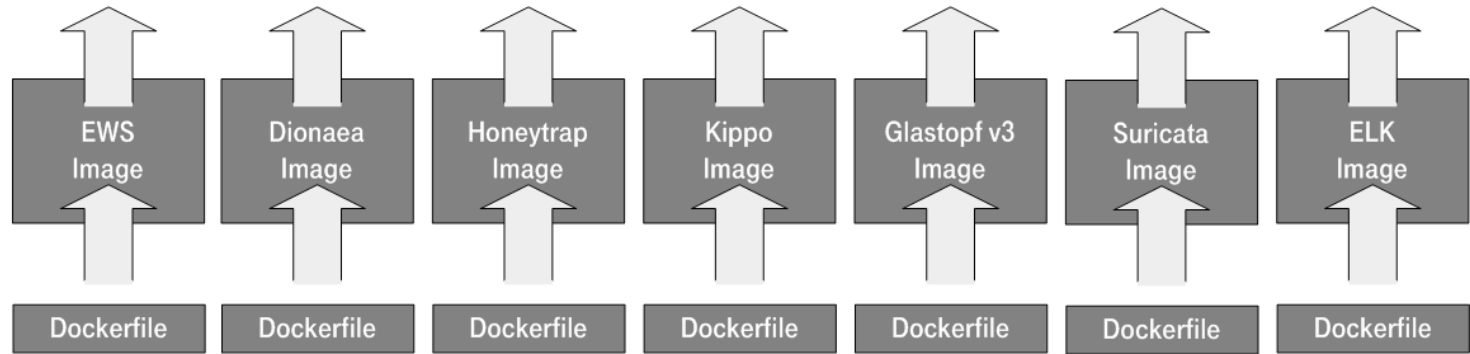 EWS
Image
Dionaea
Image
Honeytrap
Image
Kippo
Image
Glastopf v3
Image
Suricata
Image
ELK
Image
Dockerfile
Dockerfile
Dockerfile
Dockerfile
Dockerfile
Dockerfile
Dockerfile